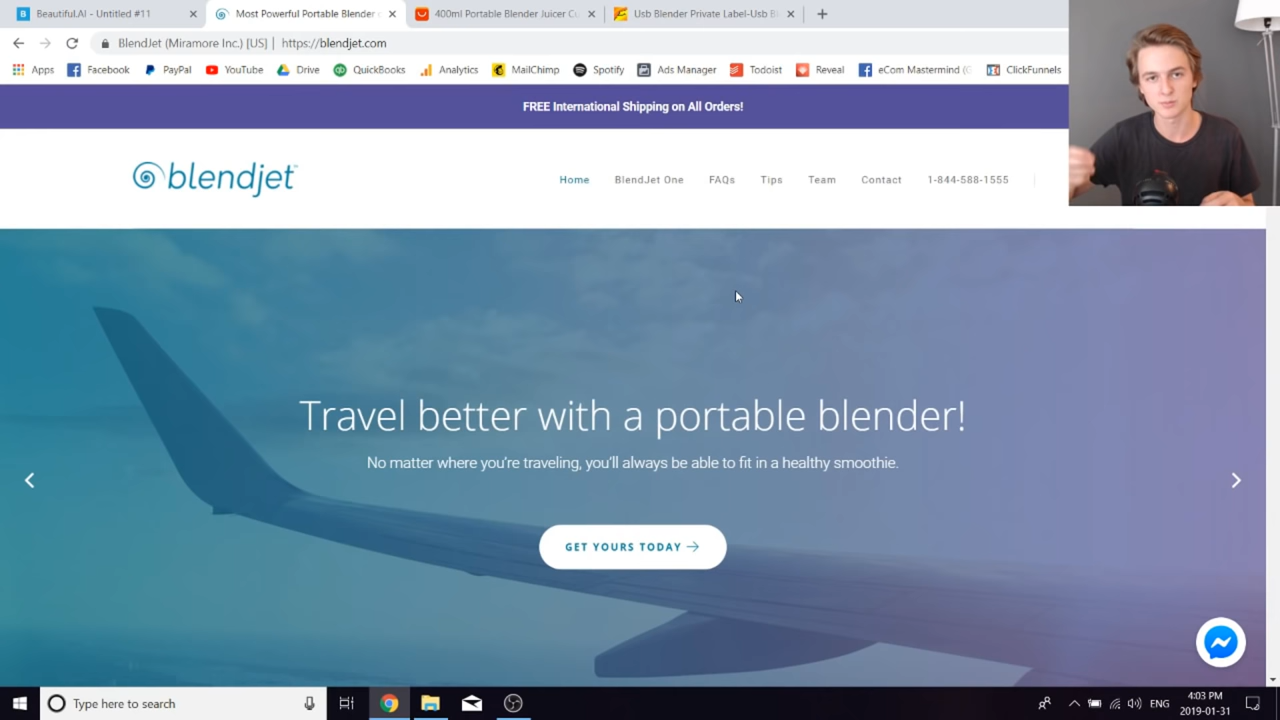 Beautiful.AI - Untitled #11
Most Powerful Portable Blender
400ml Portable Blender Juicer Cu
Usb Blender Private Label-Usb Bl
BlendJet (Miramore Inc.) [US] | https://blendjet.com
Apps Facebook PayPal YouTube Drive QuickBooks Analytics MailChimp Spotify Ads Manager Todoist Reveal eCom Mastermind (G ClickFunnels
FREE International Shipping on All Orders!
blendjet™
Home BlendJet One FAQs Tips Team Contact 1-844-588-1555
Travel better with a portable blender!
No matter where you're traveling, you'll always be able to fit in a healthy smoothie.
GET YOURS TODAY →
Type here to search
ENG
4:03 PM
2019-01-31